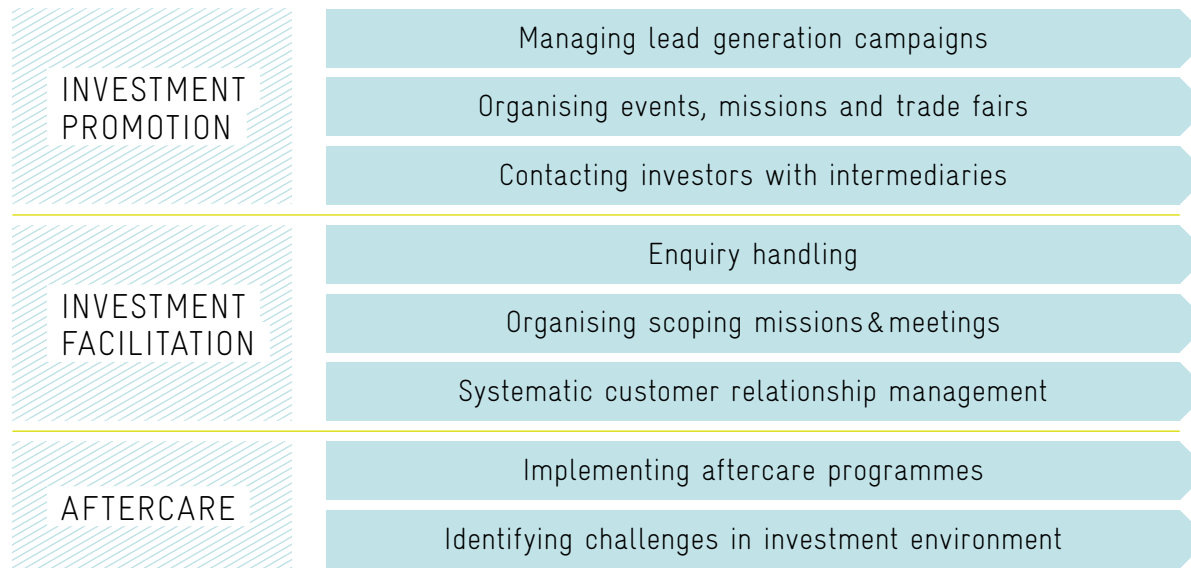 INVESTMENT
PROMOTION
Managing lead generation campaigns
Organising events, missions and trade fairs
Contacting investors with intermediaries
INVESTMENT
FACILITATION
Enquiry handling
Organising scoping missions & meetings
Systematic customer relationship management
AFTERCARE
Implementing aftercare programmes
Identifying challenges in investment environment